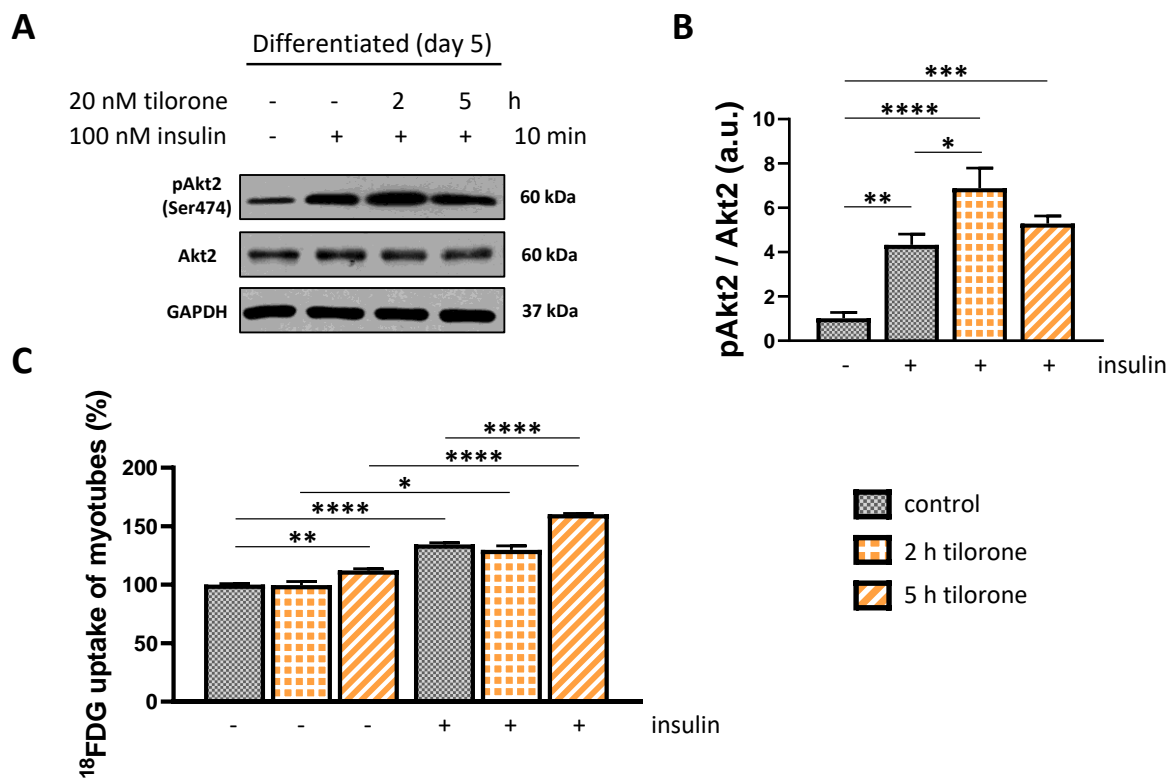 A
Differentiated (day 5)
20 nM tilorone - - 2 5 h
100 nM insulin - + + + 10 min
pAkt2
(Ser474)
60 kDa
Akt2
60 kDa
GAPDH
37 kDa
B
***
****
*
**
pAkt2 / Akt2 (a.u.)
10
8
6
4
2
0
- + + + insulin
C
****
****
*
****
**
18FDG uptake of myotubes (%)
200
150
100
50
0
- - - + + + insulin
control
2 h tilorone
5 h tilorone